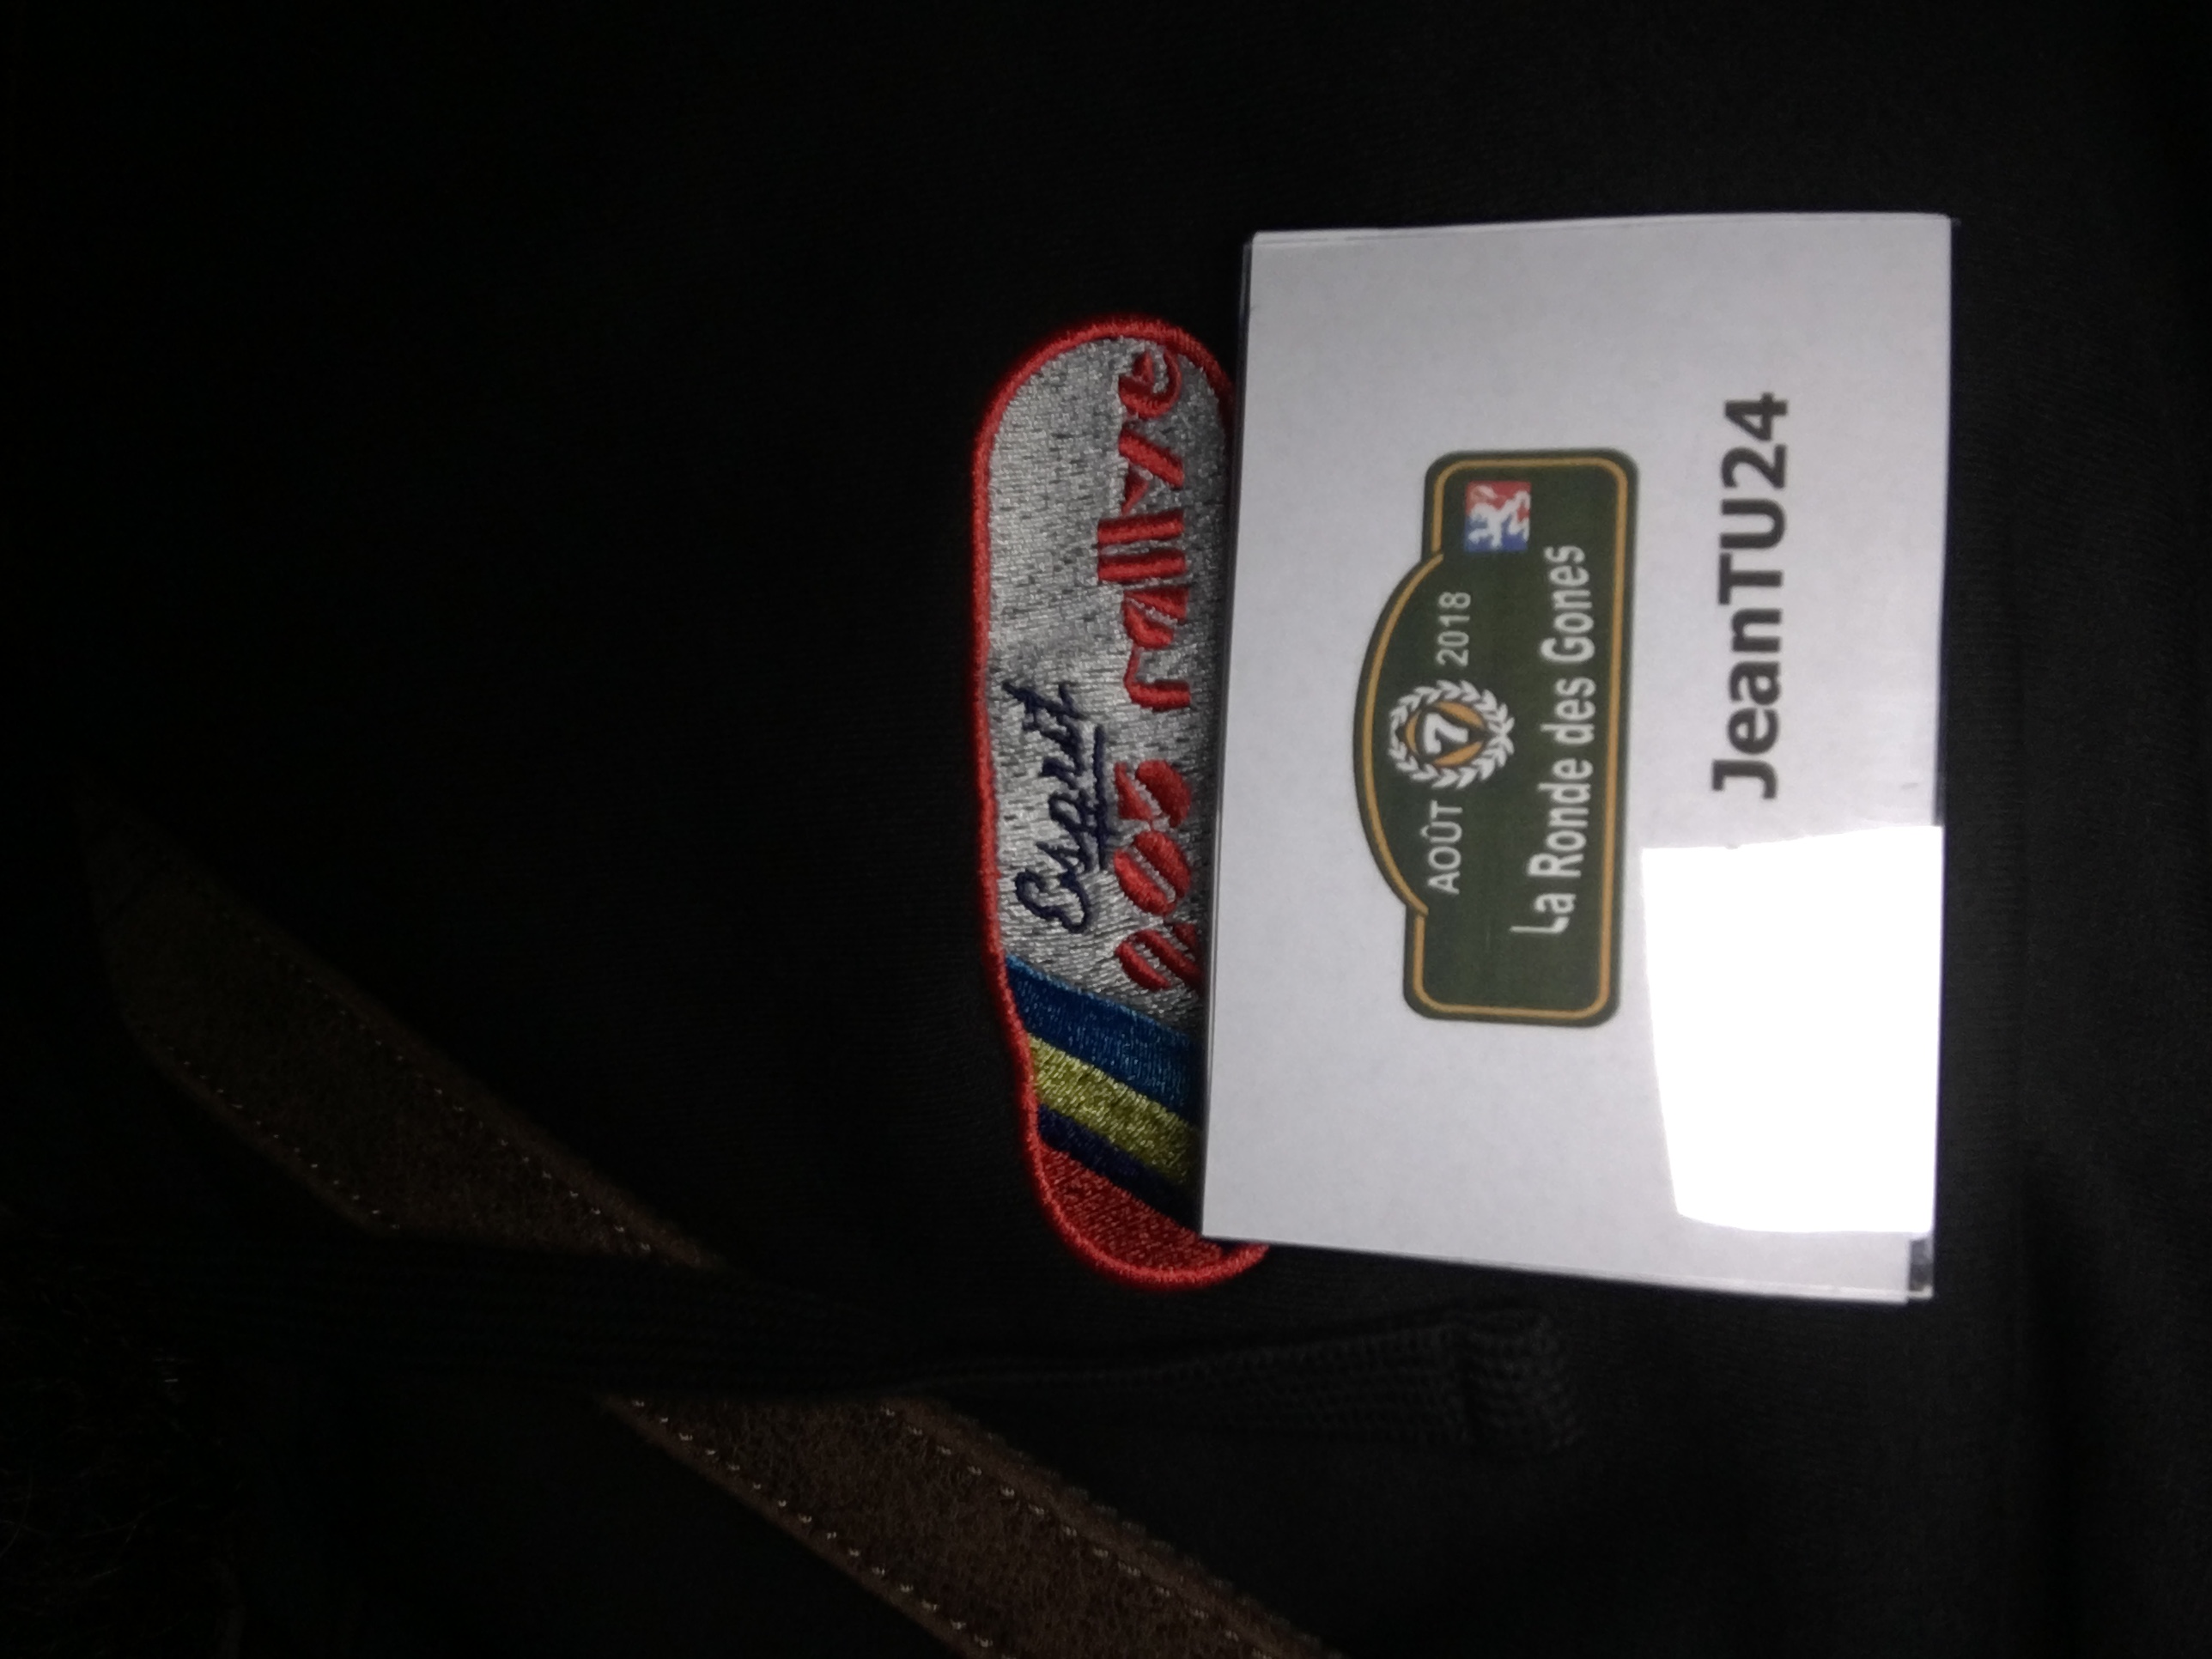 Esprit
205 rallye
AOÛT 7 2018
La Ronde des Gones
JeanTU24